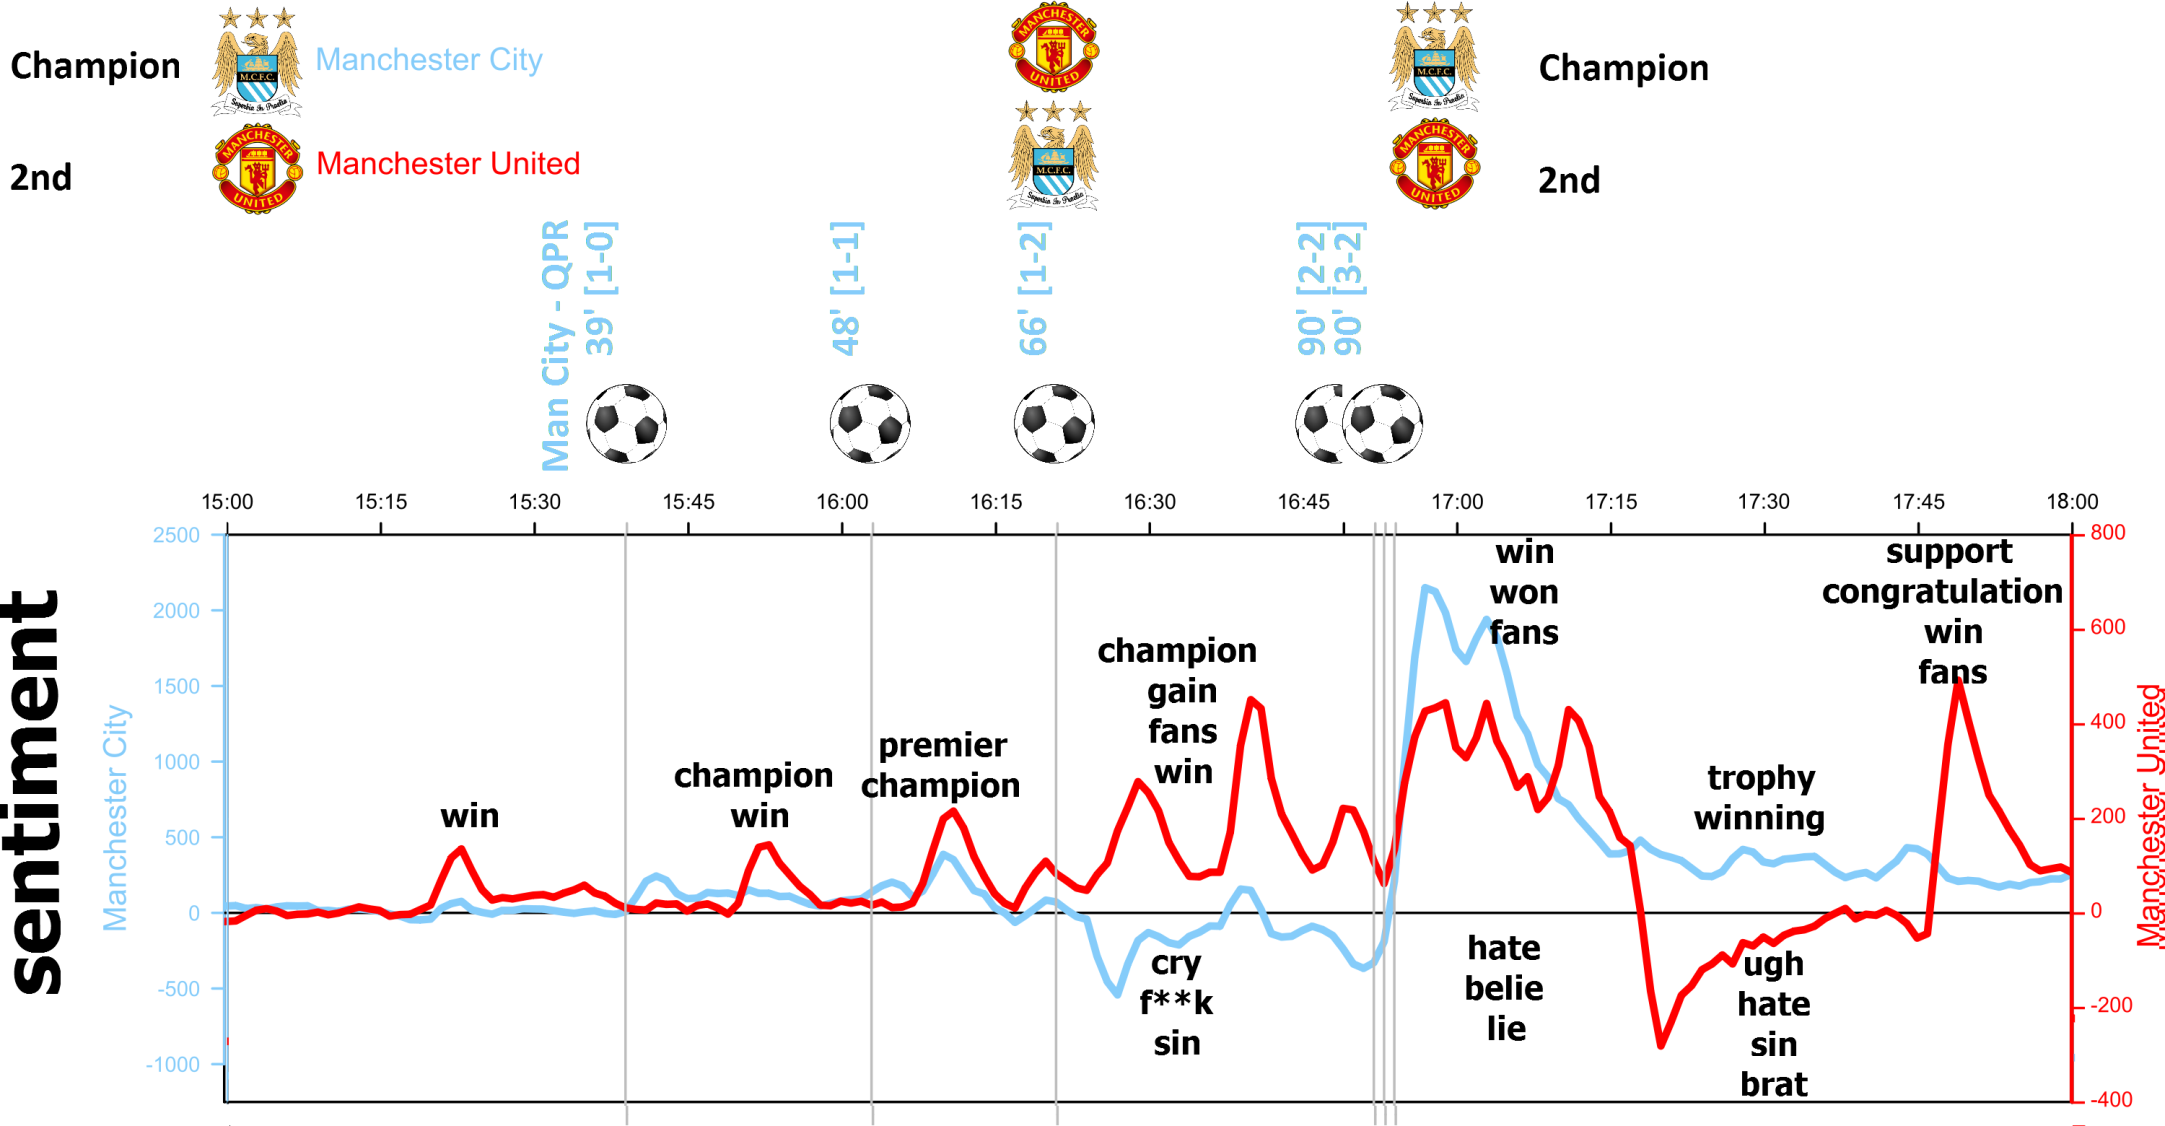 Champion
Manchester City
Champion
2nd
Manchester United
2nd
MANCHESTER
UNITED
M.C.F.C.
Superbia In Proelio
Man City - QPR
39' [1-0]
48' [1-1]
66' [1-2]
90' [2-2]
90' [3-2]
15:00 15:15 15:30 15:45 16:00 16:15 16:30 16:45 17:00 17:15 17:30 17:45 18:00
sentiment
Manchester City
2500
2000
1500
1000
500
0
-500
-1000
win
champion
win
premier
champion
champion
gain
fans
win
cry
f**k
sin
win
won
fans
hate
belie
lie
trophy
winning
ugh
hate
sin
brat
support
congratulation
win
fans
800
600
400
200
0
-200
-400
Manchester United